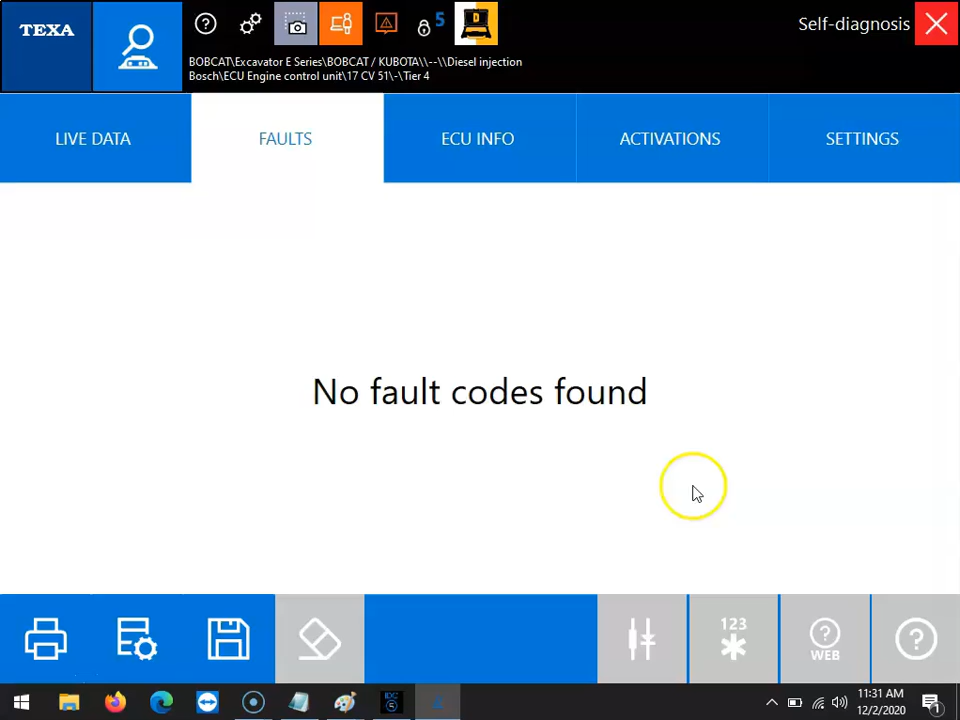 TEXA
5
Self-diagnosis
BOBCAT\Excavator E Series\BOBCAT / KUBOTA\\--\\Diesel injection
Bosch\ECU Engine control unit\17 CV 51\-\Tier 4
LIVE DATA
FAULTS
ECU INFO
ACTIVATIONS
SETTINGS
No fault codes found
123
WEB
11:31 AM
12/2/2020
1